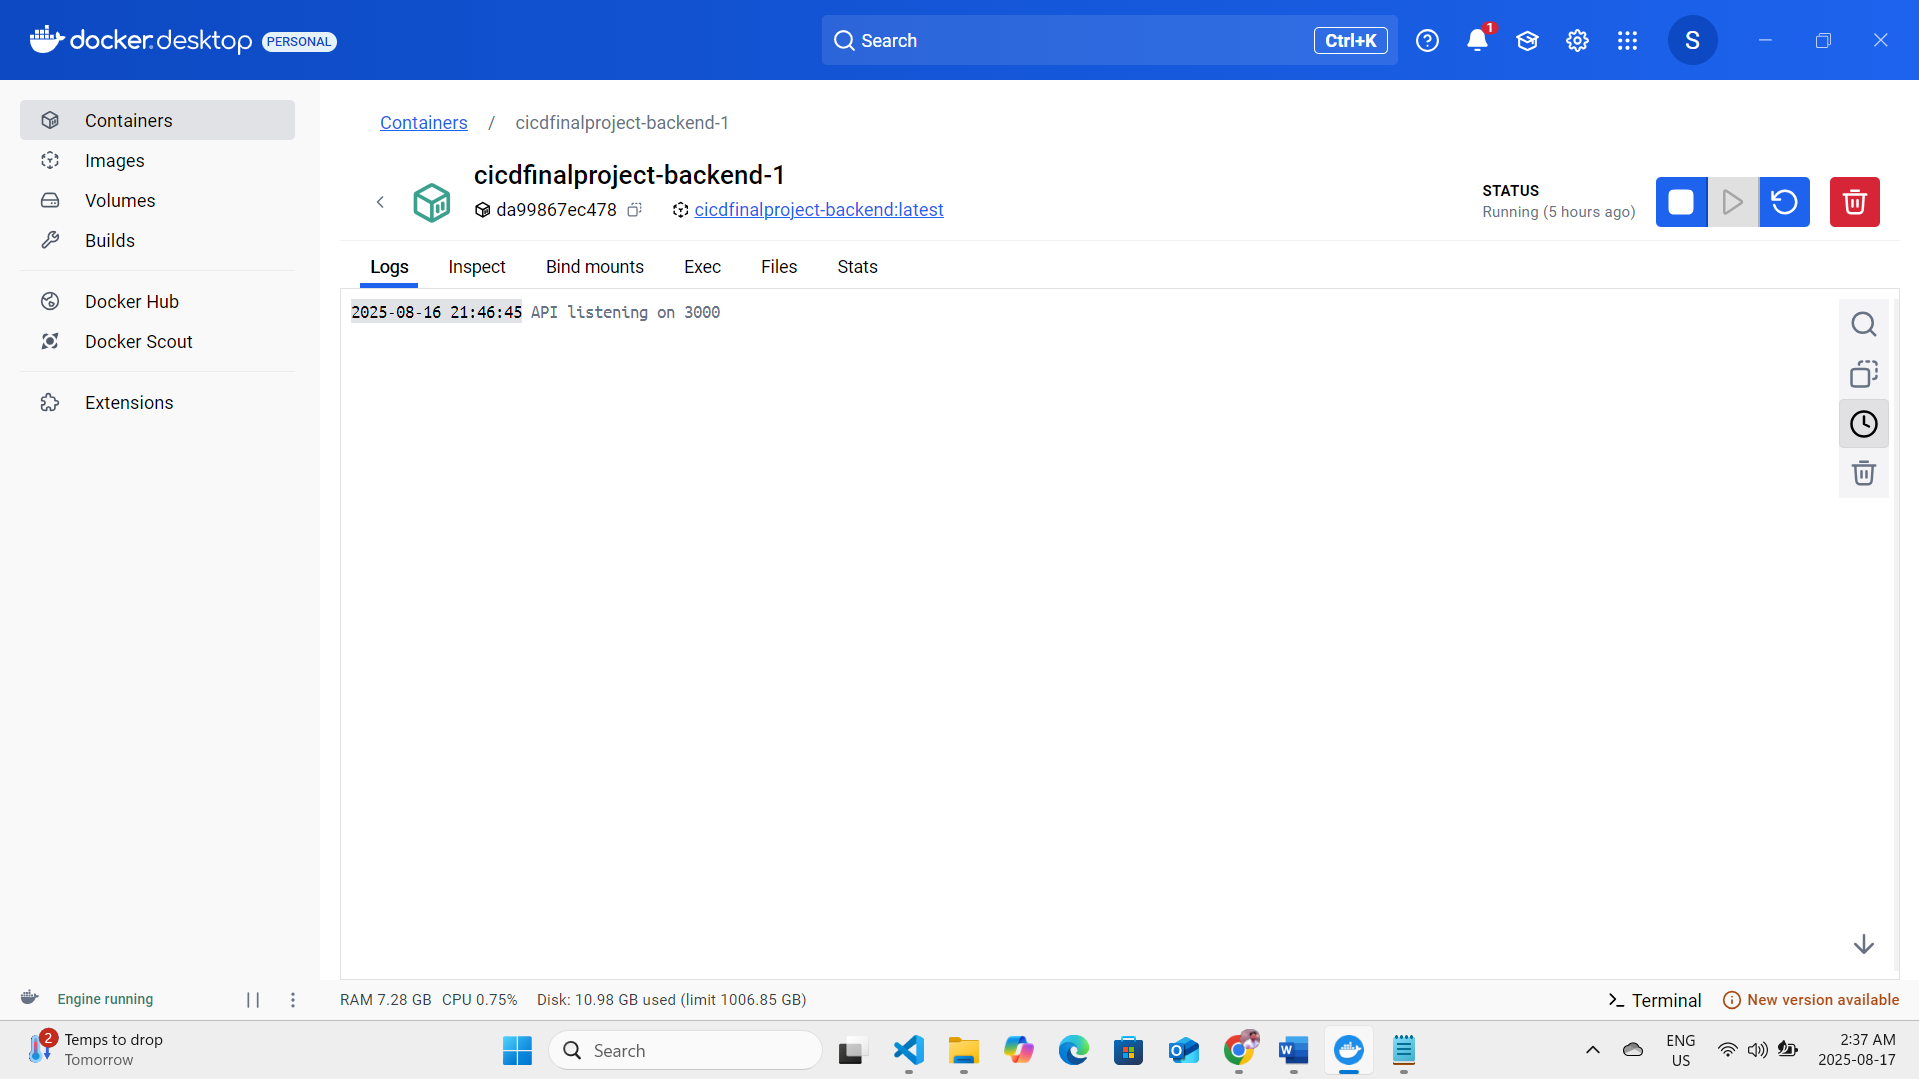 docker.desktop PERSONAL
Search Ctrl+K
1
S
Containers
Images
Volumes
Builds
Docker Hub
Docker Scout
Extensions
Containers / cicdfinalproject-backend-1
cicdfinalproject-backend-1
da99867ec478 cicdfinalproject-backend:latest
STATUS
Running (5 hours ago)
Logs Inspect Bind mounts Exec Files Stats
2025-08-16 21:46:45 API listening on 3000
Engine running
RAM 7.28 GB CPU 0.75% Disk: 10.98 GB used (limit 1006.85 GB)
Terminal
New version available
2
Temps to drop
Tomorrow
Search
W
ENG
US
2:37 AM
2025-08-17